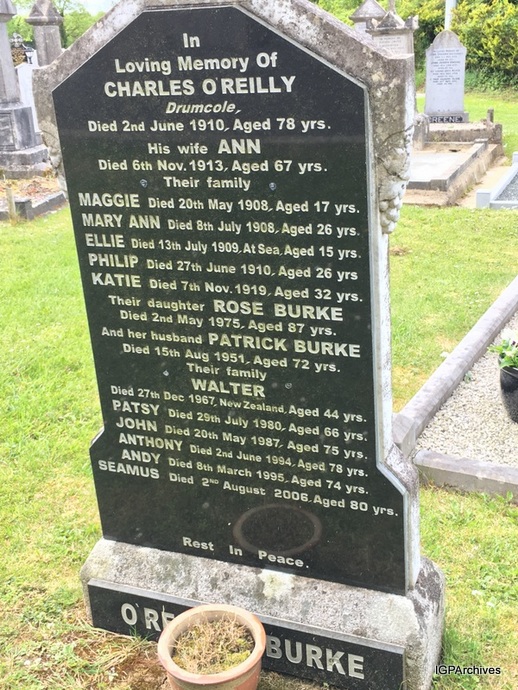 In
Loving Memory Of
CHARLES O'REILLY
Drumcole,
Died 2nd June 1910, Aged 78 yrs.
His wife ANN
Died 6th Nov. 1913, Aged 67 yrs.
Their family
MAGGIE Died 20th May 1908, Aged 17 yrs.
MARY ANN Died 8th July 1908, Aged 26 yrs.
ELLIE Died 13th July 1909, At Sea, Aged 15 yrs.
PHILIP Died 27th June 1910, Aged 26 yrs
KATIE Died 7th Nov. 1919, Aged 32 yrs.
Their daughter ROSE BURKE
Died 2nd May 1975, Aged 87 yrs.
And her husband PATRICK BURKE
Died 15th Aug 1951, Aged 72 yrs.
Their family
WALTER
Died 27th Dec 1967, New Zealand, Aged 44 yrs.
PATSY Died 29th July 1980, Aged 66 yrs.
JOHN Died 20th May 1987, Aged 75 yrs.
ANTHONY Died 2nd June 1994, Aged 78 yrs.
ANDY Died 8th March 1995, Aged 74 yrs.
SEAMUS Died 2ND August 2006, Aged 80 yrs.
Rest In Peace.
BURKE
GREENE
IGPArchives